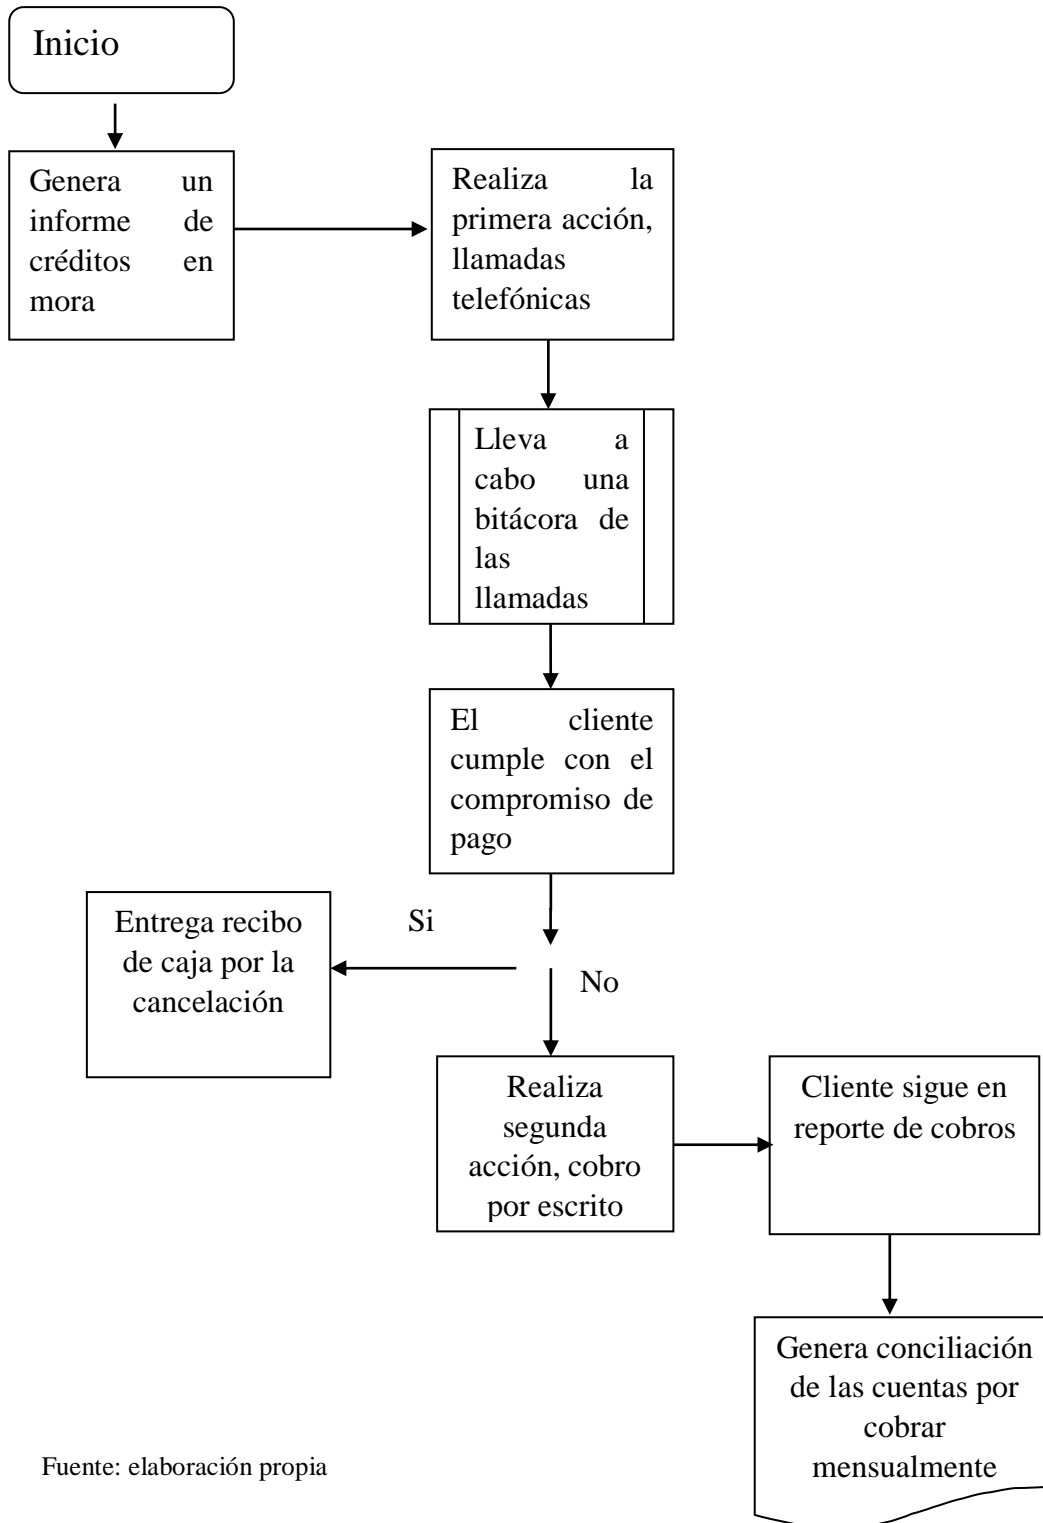 Inicio
Genera un
informe de
créditos en
mora
Realiza la
primera acción,
llamadas
telefónicas
Lleva a
cabo una
bitácora de
las
llamadas
El cliente
cumple con el
compromiso de
pago
Si
Entrega recibo
de caja por la
cancelación
No
Realiza
segunda
acción, cobro
por escrito
Cliente sigue en
reporte de cobros
Genera conciliación
de las cuentas por
cobrar
mensualmente
Fuente: elaboración propia